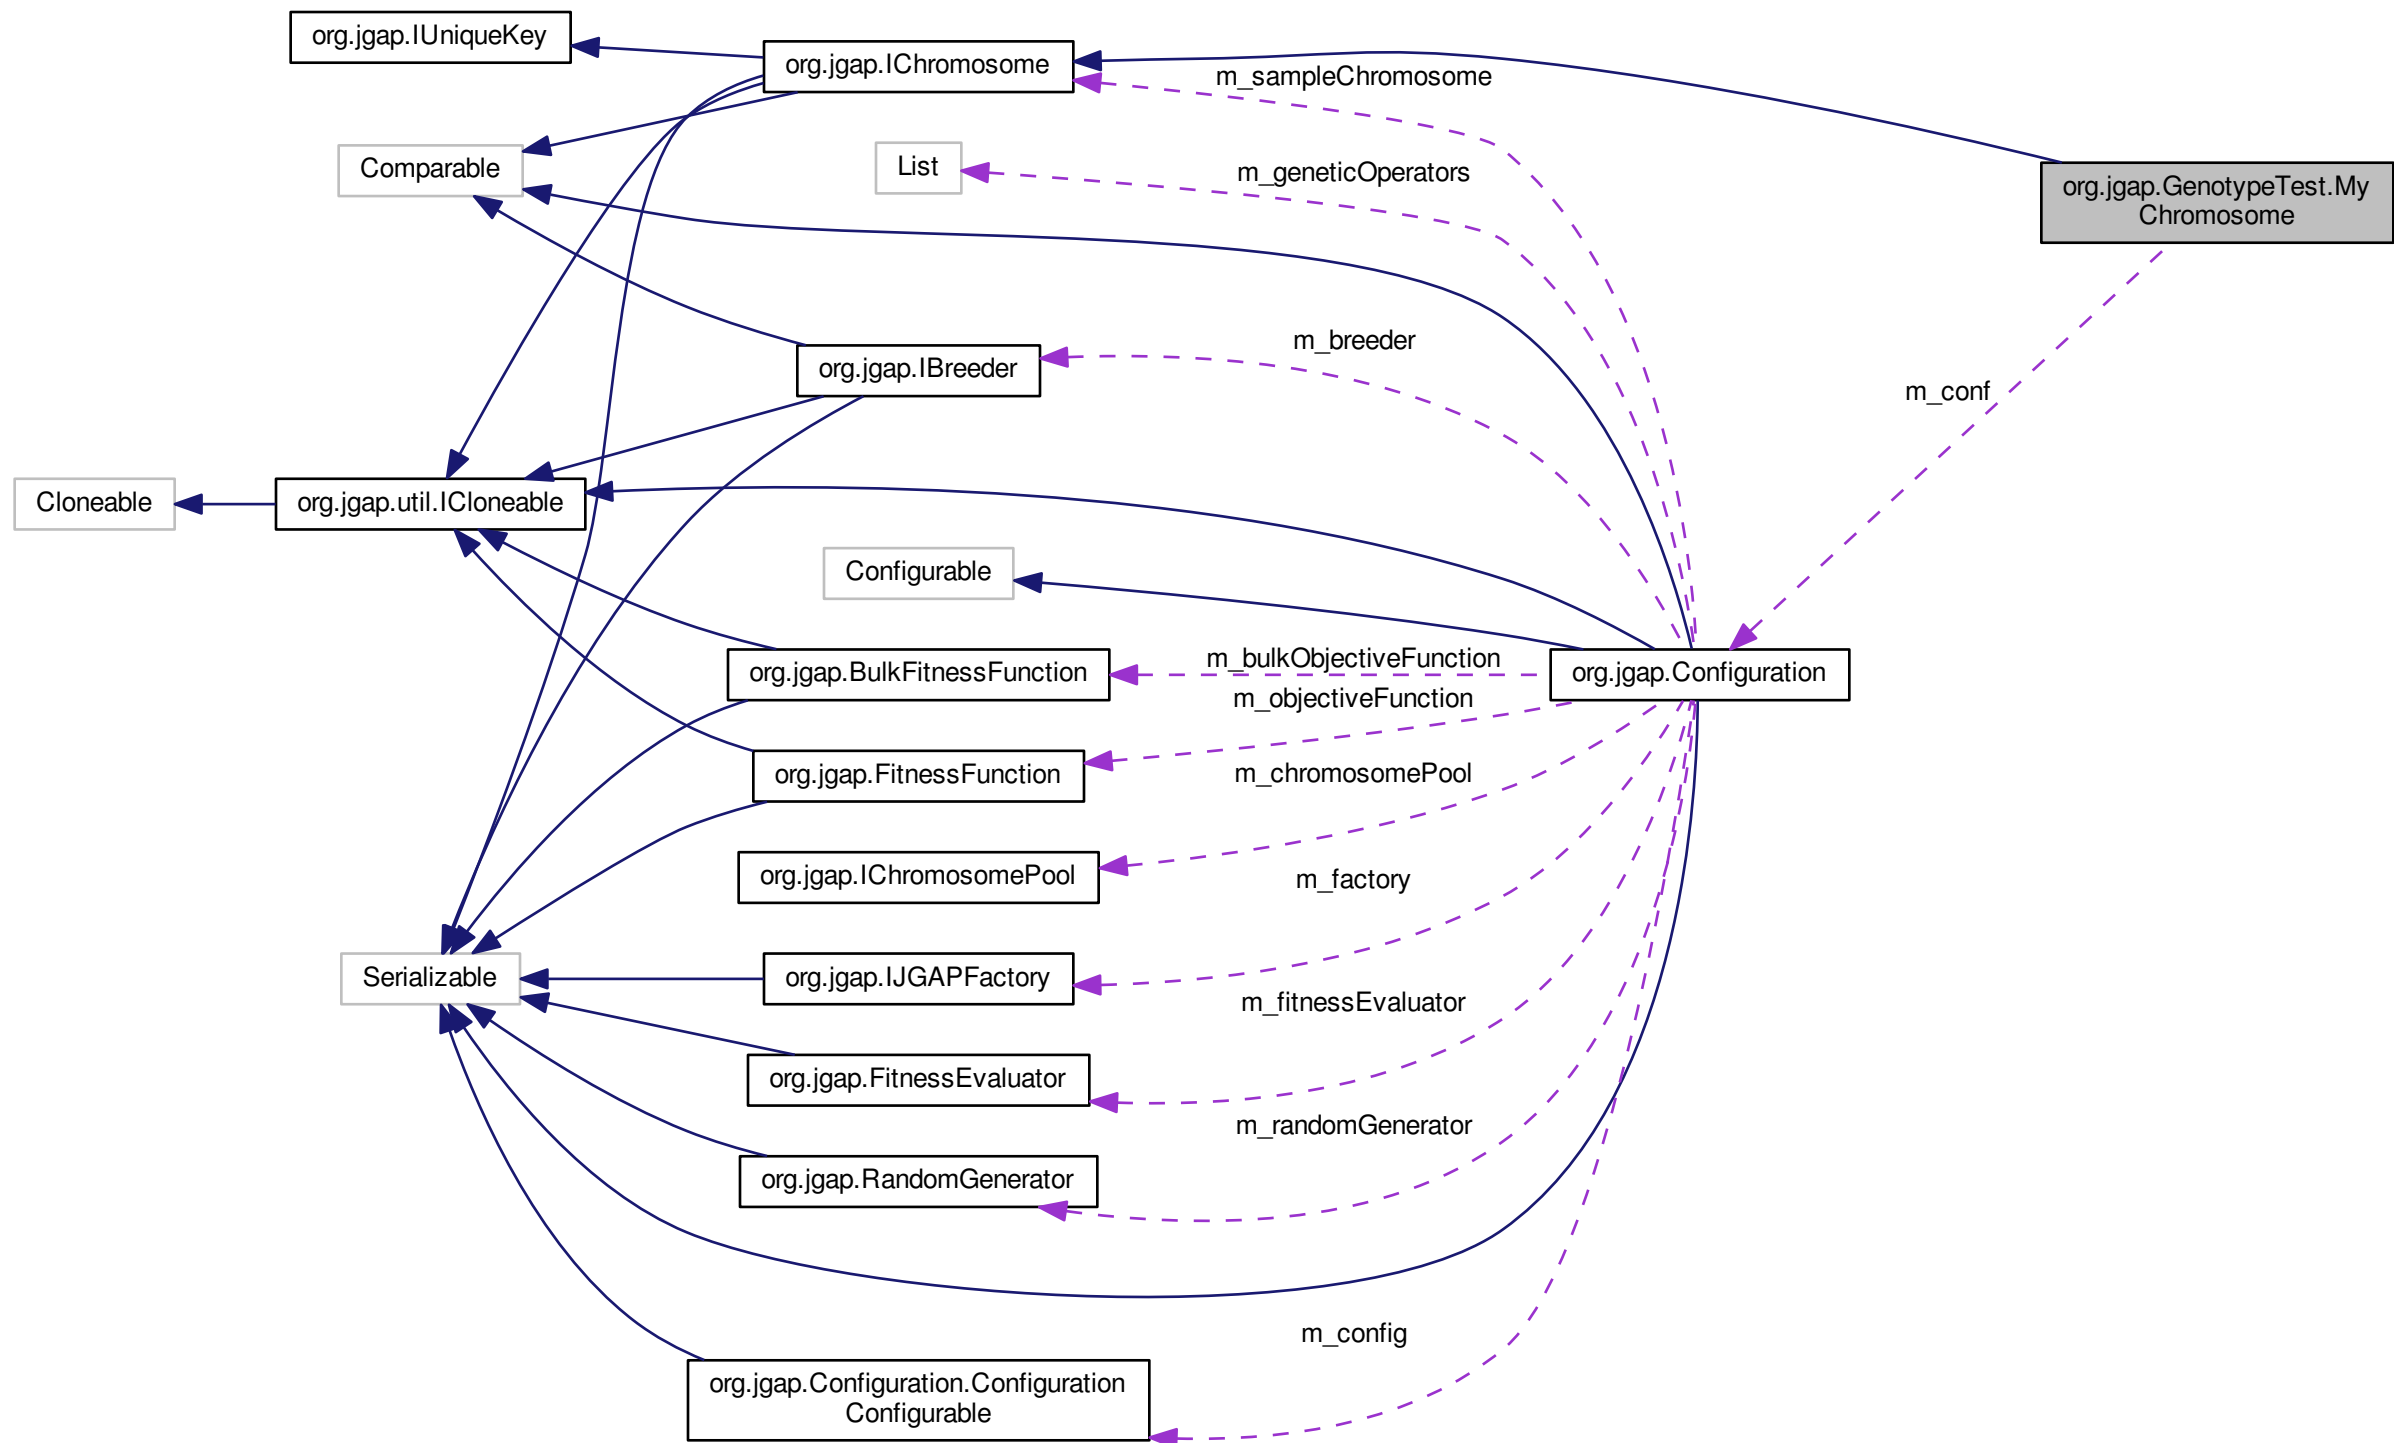 org.jgap.IUniqueKey
org.jgap.IChromosome
m_sampleChromosome
Comparable
List
m_geneticOperators
org.jgap.GenotypeTest.My
Chromosome
org.jgap.IBreeder
m_breeder
m_conf
Cloneable
org.jgap.util.ICloneable
Configurable
org.jgap.BulkFitnessFunction
m_bulkObjectiveFunction
org.jgap.Configuration
m_objectiveFunction
org.jgap.FitnessFunction
m_chromosomePool
org.jgap.IChromosomePool
m_factory
Serializable
org.jgap.IJGAPFactory
m_fitnessEvaluator
org.jgap.FitnessEvaluator
m_randomGenerator
org.jgap.RandomGenerator
m_config
org.jgap.Configuration.Configuration
Configurable